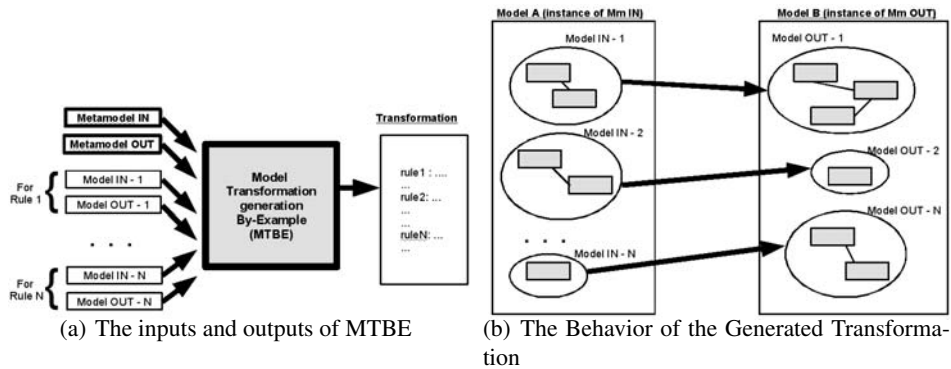 Metamodel IN
Metamodel OUT
For
Rule 1
Model IN - 1
Model OUT - 1
. . .
For
Rule N
Model IN - N
Model OUT - N
Model
Transformation
generation
By-Example
(MTBE)
Transformation
rule1 : ....
...
rule2: ...
...
...
ruleN: ...
...
(a) The inputs and outputs of MTBE
Model A (instance of Mm IN)
Model IN - 1
Model IN - 2
. . .
Model IN - N
Model B (instance of Mm OUT)
Model OUT - 1
Model OUT - 2
Model OUT - N
(b) The Behavior of the Generated Transforma-
tion